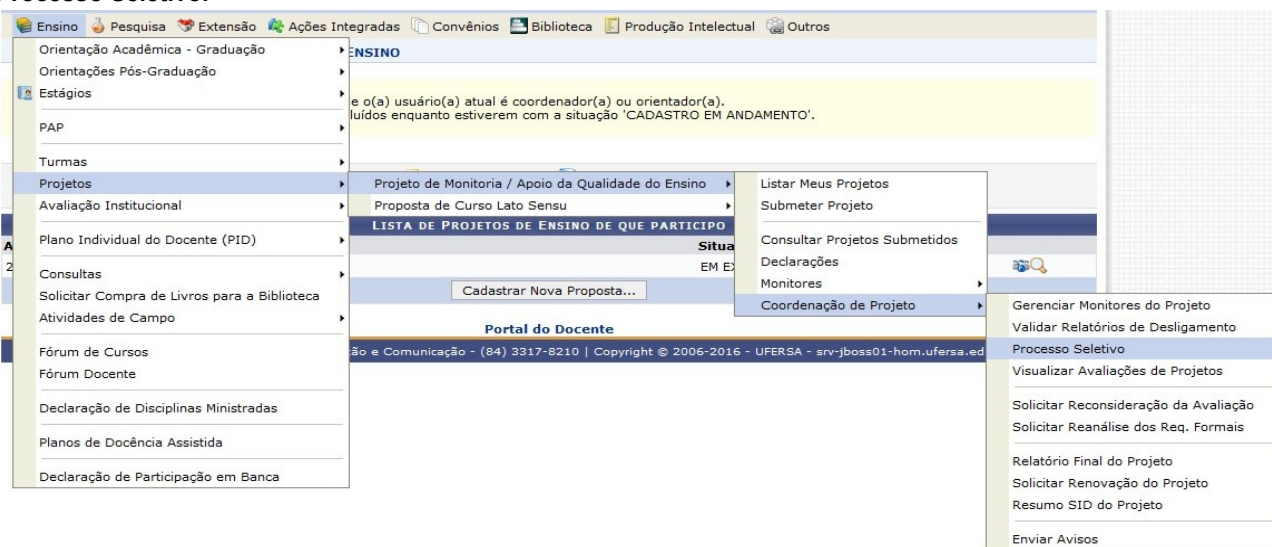 Processo Seletivo.
Ensino Pesquisa Extensão Ações Integradas Convênios Biblioteca Produção Intelectual Outros
Orientação Acadêmica - Graduação
Orientações Pós-Graduação
Estágios
PAP
Turmas
Projetos
Avaliação Institucional
Plano Individual do Docente (PID)
Consultas
Solicitar Compra de Livros para a Biblioteca
Atividades de Campo
Fórum de Cursos
Fórum Docente
Declaração de Disciplinas Ministradas
Planos de Docência Assistida
Declaração de Participação em Banca
ENSINO
e o(a) usuário(a) atual é coordenador(a) ou orientador(a).
luídos enquanto estiverem com a situação 'CADASTRO EM ANDAMENTO'.
Projeto de Monitoria / Apoio da Qualidade do Ensino
Proposta de Curso Lato Sensu
LISTA DE PROJETOS DE ENSINO DE QUE PARTICIPO
A
Situa
2
EM E
Cadastrar Nova Proposta...
Portal do Docente
ão e Comunicação - (84) 3317-8210 | Copyright © 2006-2016 - UFERSA - srv-jboss01-hom.ufersa.ed
Listar Meus Projetos
Submeter Projeto
Consultar Projetos Submetidos
Declarações
Monitores
Coordenação de Projeto
Gerenciar Monitores do Projeto
Validar Relatórios de Desligamento
Processo Seletivo
Visualizar Avaliações de Projetos
Solicitar Reconsideração da Avaliação
Solicitar Reanálise dos Req. Formais
Relatório Final do Projeto
Solicitar Renovação do Projeto
Resumo SID do Projeto
Enviar Avisos